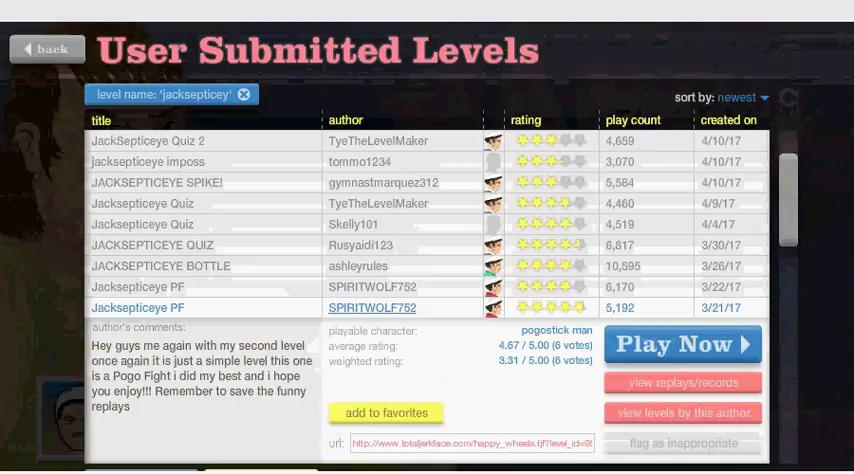 back
User Submitted Levels
level name: 'jacksepticey'
sort by: newest
title author rating play count created on
JackSepticeye Quiz 2 TyeTheLevelMaker 4,659 4/10/17
jacksepticeye imposs tommo1234 3,070 4/10/17
JACKSEPTICEYE SPIKE! gymnastmarquez312 5,584 4/10/17
Jacksepticeye Quiz TyeTheLevelMaker 4,460 4/9/17
Jacksepticeye Quiz Skelly101 4,519 4/4/17
JACKSEPTICEYE QUIZ Rusyaidi123 6,817 3/30/17
JACKSEPTICEYE BOTTLE ashleyrules 10,595 3/26/17
Jacksepticeye PF SPIRITWOLF752 6,170 3/22/17
Jacksepticeye PF SPIRITWOLF752 5,192 3/21/17
author's comments:
Hey guys me again with my second level
once again it is just a simple level this one
is a Pogo Fight i did my best and i hope
you enjoy!!! Remember to save the funny
replays
playable character: pogostick man
average rating: 4.67 / 5.00 (6 votes)
weighted rating: 3.31 / 5.00 (6 votes)
add to favorites
url: http://www.totaljerkface.com/happy_wheels.tjf?level_id=9
Play Now
view replays/records
view levels by this author
flag as inappropriate